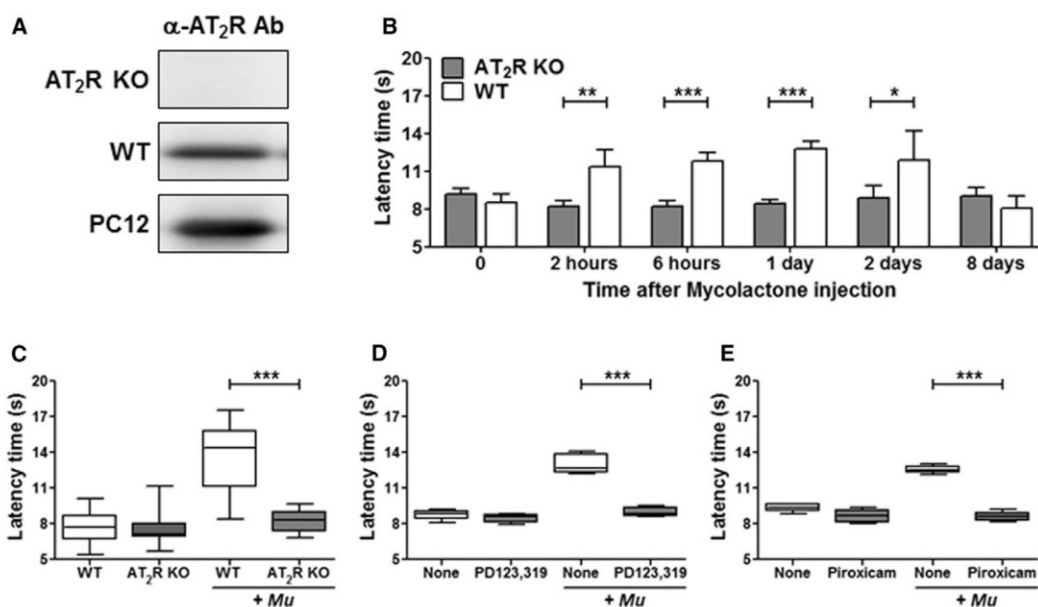 A
α-AT₂R Ab
AT₂R KO
WT
PC12
B
Latency time (s)
20
17
14
11
8
5
AT₂R KO
WT
**
***
***
*
0
2 hours
6 hours
1 day
2 days
8 days
Time after Mycolactone injection
C
Latency time (s)
20
17
14
11
8
5
***
WT
AT₂R KO
WT
AT₂R KO
+ Mu
D
Latency time (s)
20
17
14
11
8
5
***
None
PD123,319
None
PD123,319
+ Mu
E
Latency time (s)
20
17
14
11
8
5
***
None
Piroxicam
None
Piroxicam
+ Mu